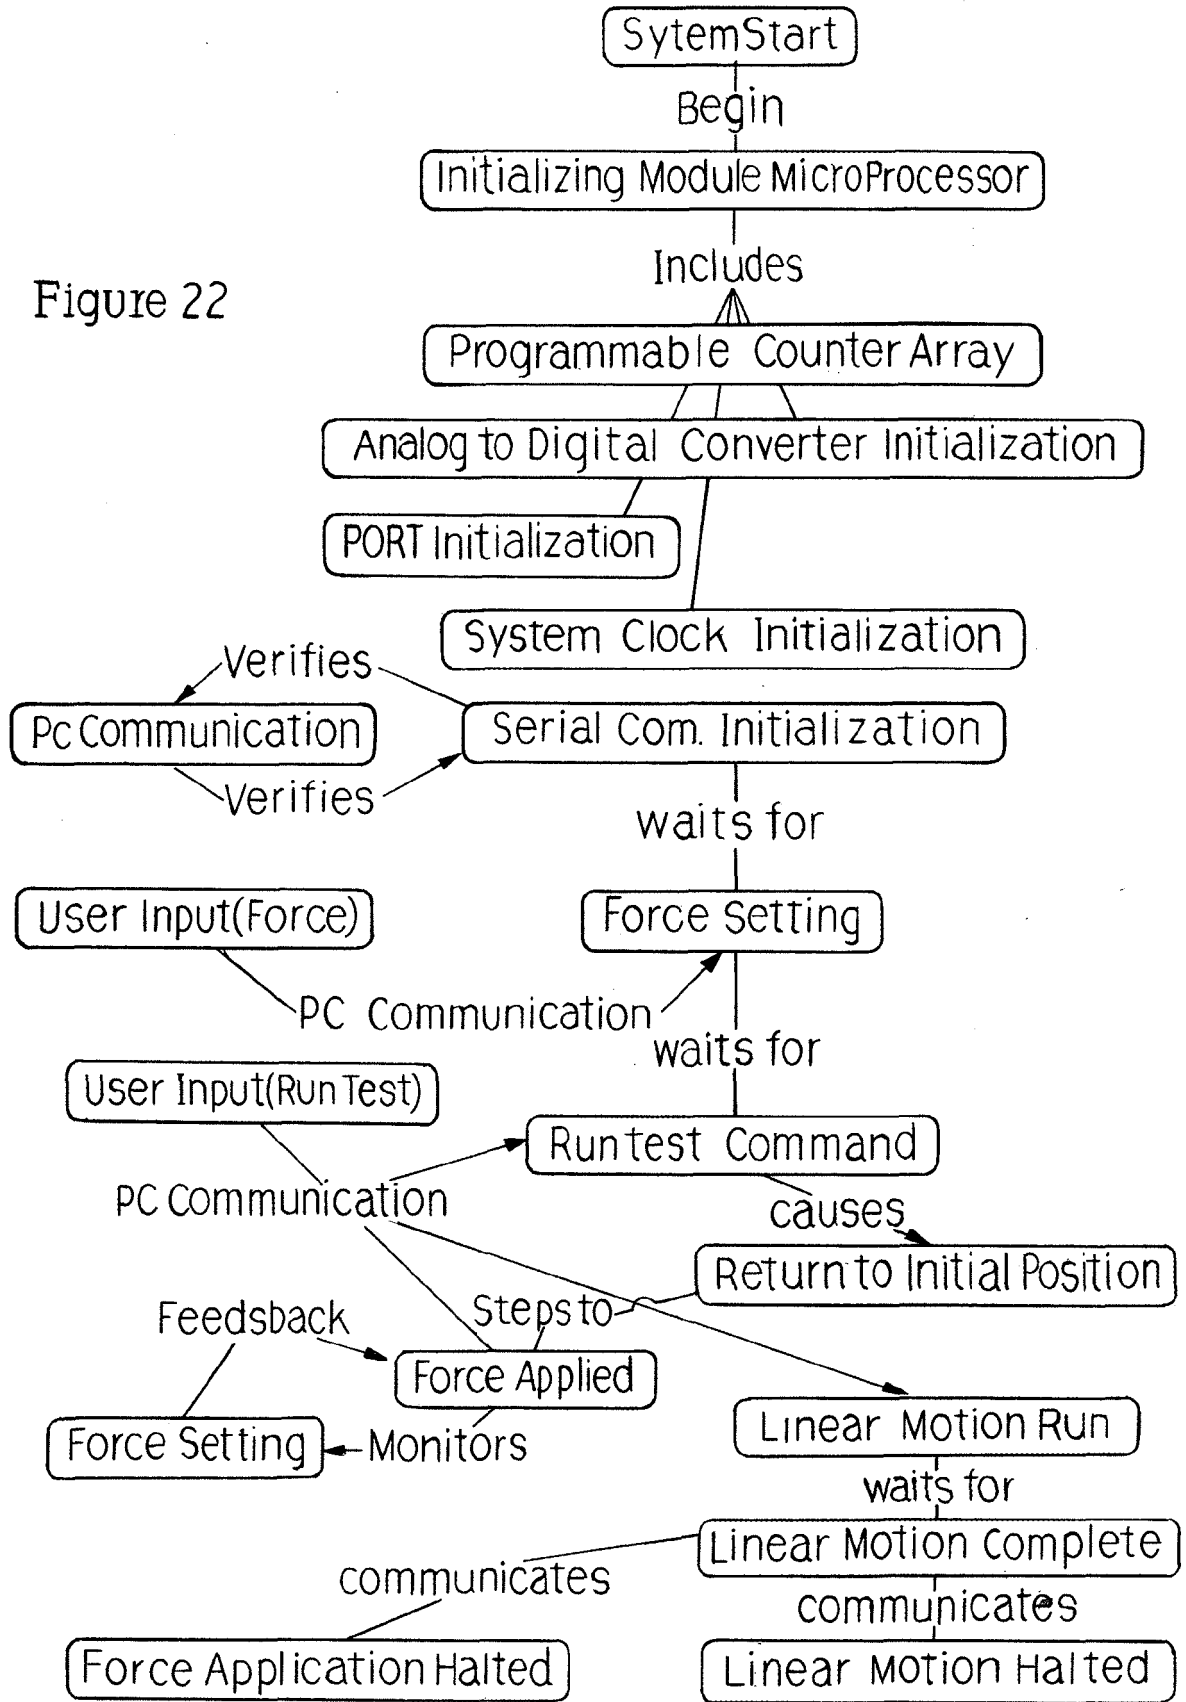 SytemStart
Begin
Initializing Module MicroProcessor
Includes
Figure 22
Programmable Counter Array
Analog to Digital Converter Initialization
PORT Initialization
System Clock Initialization
Verifies
Pc Communication
Serial Com. Initialization
Verifies
waits for
User Input(Force)
Force Setting
PC Communication
waits for
User Input(Run Test)
Runtest Command
PC Communication
causes
Return to Initial Position
Steps to
Feedsback
Force Applied
Linear Motion Run
Force Setting
Monitors
waits for
Linear Motion Complete
communicates
communicates
Force Application Halted
Linear Motion Halted